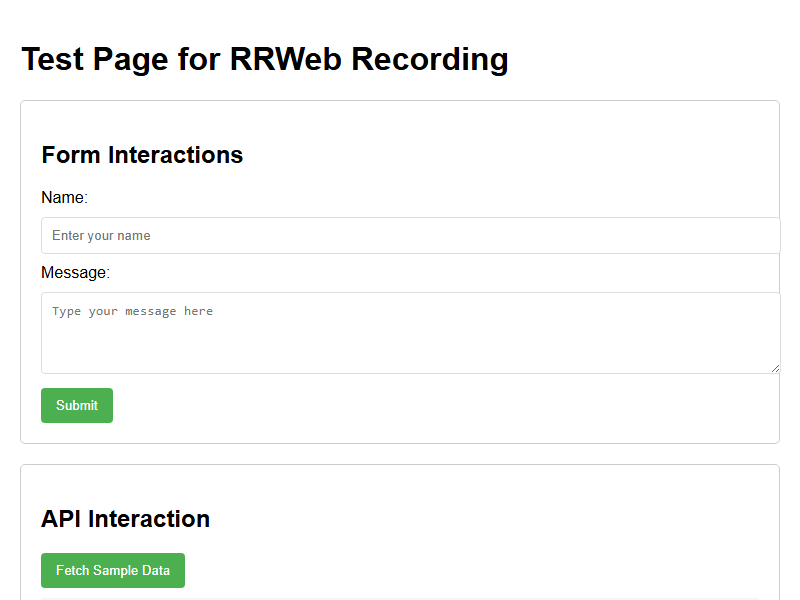 Test Page for RRWeb Recording
Form Interactions
Name:
Enter your name
Message:
Type your message here
Submit
API Interaction
Fetch Sample Data